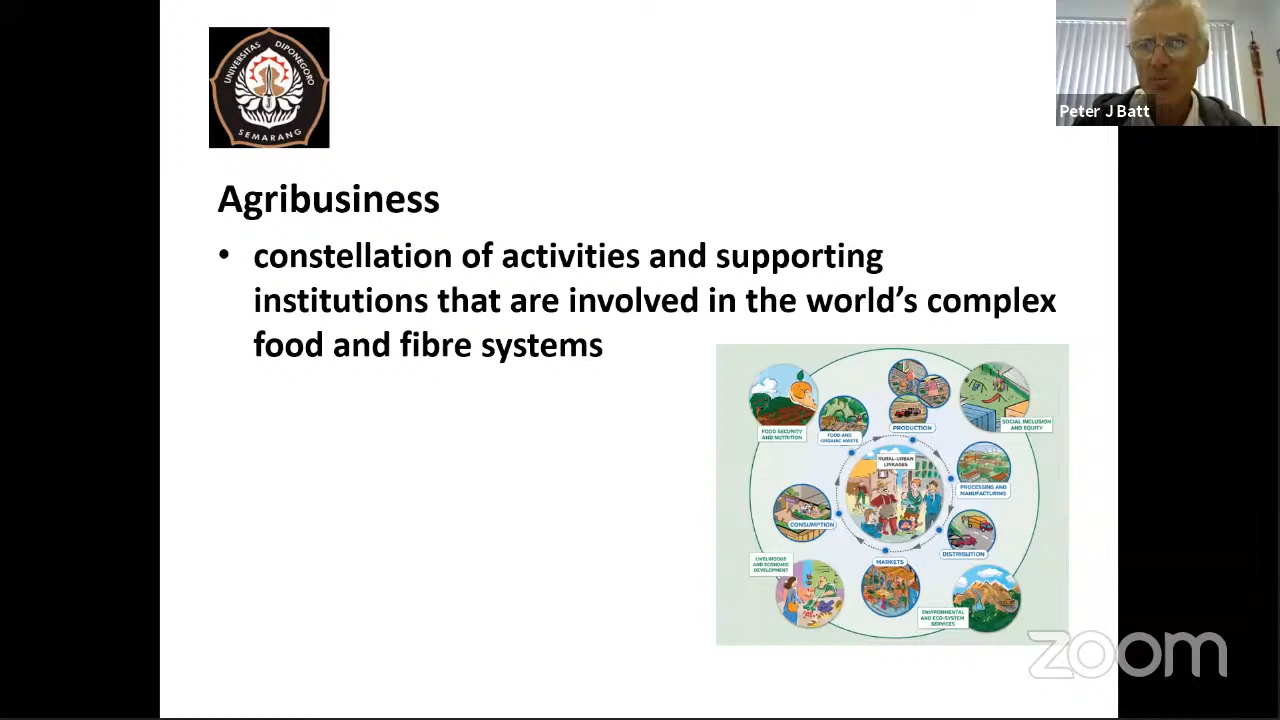 UNIVERSITAS DIPONEGORO
SEMARANG
Peter J Batt
Agribusiness
• constellation of activities and supporting
institutions that are involved in the world's complex
food and fibre systems
FOOD SECURITY
AND NUTRITION
FOOD AND
ORGANIC WASTE
PRODUCTION
SOCIAL INCLUSION
AND EQUITY
RURAL-URBAN
LINKAGES
PROCESSING AND
MANUFACTURING
CONSUMPTION
DISTRIBUTION
MARKETS
LIVELIHOODS
AND ECONOMIC
DEVELOPMENT
ENVIRONMENTAL
AND ECO-SYSTEM
SERVICES
zoom